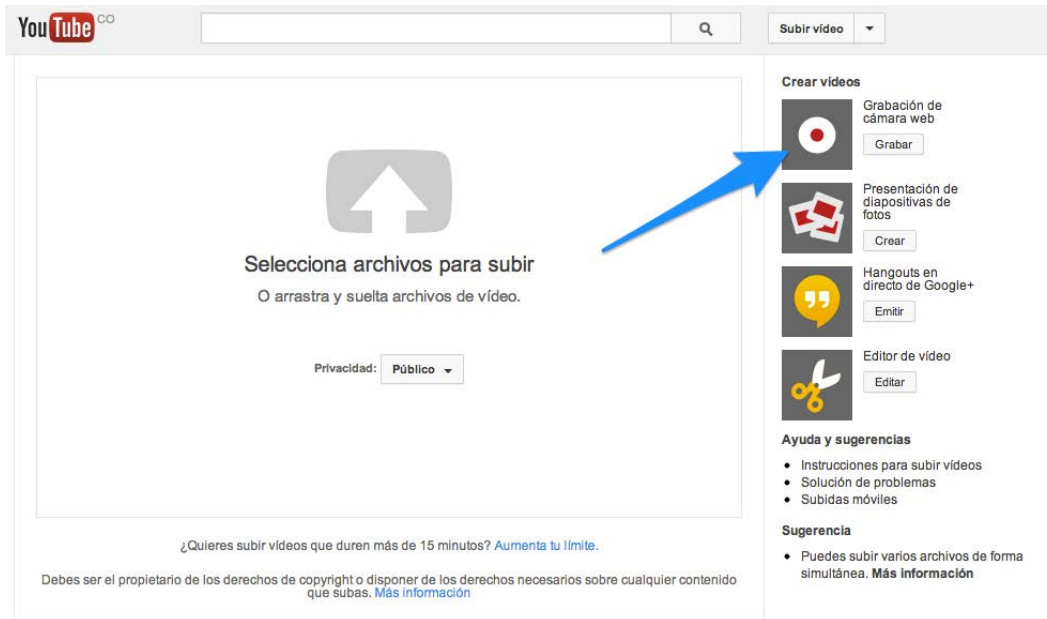 YouTube CO
Subir vídeo
Crear vídeos
Grabación de
cámara web
Grabar
Presentación de
diapositivas de
fotos
Crear
Hangouts en
directo de Google+
Emitir
Editor de vídeo
Editar
Ayuda y sugerencias
Instrucciones para subir vídeos
Solución de problemas
Subidas móviles
Sugerencia
Puedes subir varios archivos de forma
simultánea. Más información
Selecciona archivos para subir
O arrastra y suelta archivos de vídeo.
Privacidad: Público
¿Quieres subir vídeos que duren más de 15 minutos? Aumenta tu límite.
Debes ser el propietario de los derechos de copyright o disponer de los derechos necesarios sobre cualquier contenido
que subas. Más información